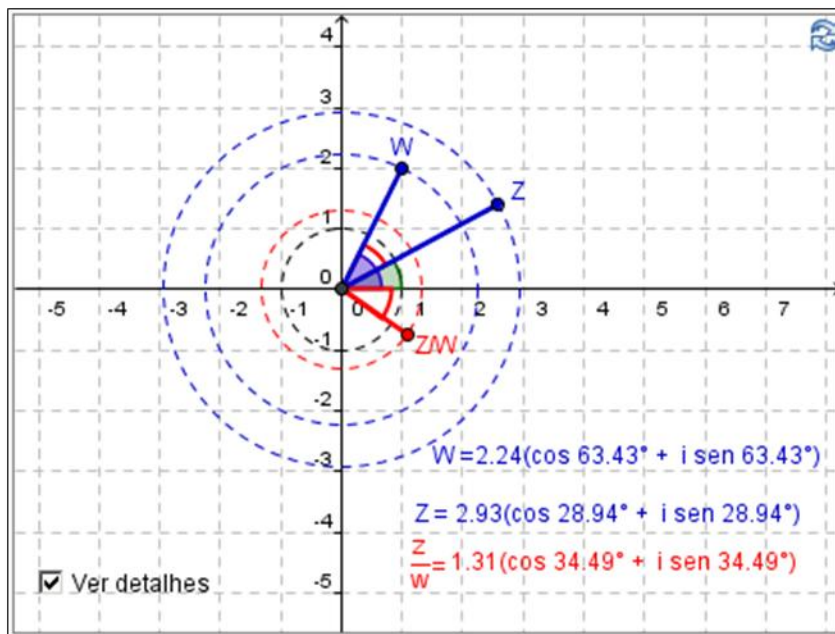 4
3
W
2
Z
1
0
-5 -4 -3 -2 -1 0 1 2 3 4 5 6 7
Z/W
-1
-2
W=2.24(cos 63.43° + i sen 63.43°)
-3
Z = 2.93(cos 28.94° + i sen 28.94°)
-4
Z
— = 1.31(cos 34.49° + i sen 34.49°)
W
Ver detalhes
-5